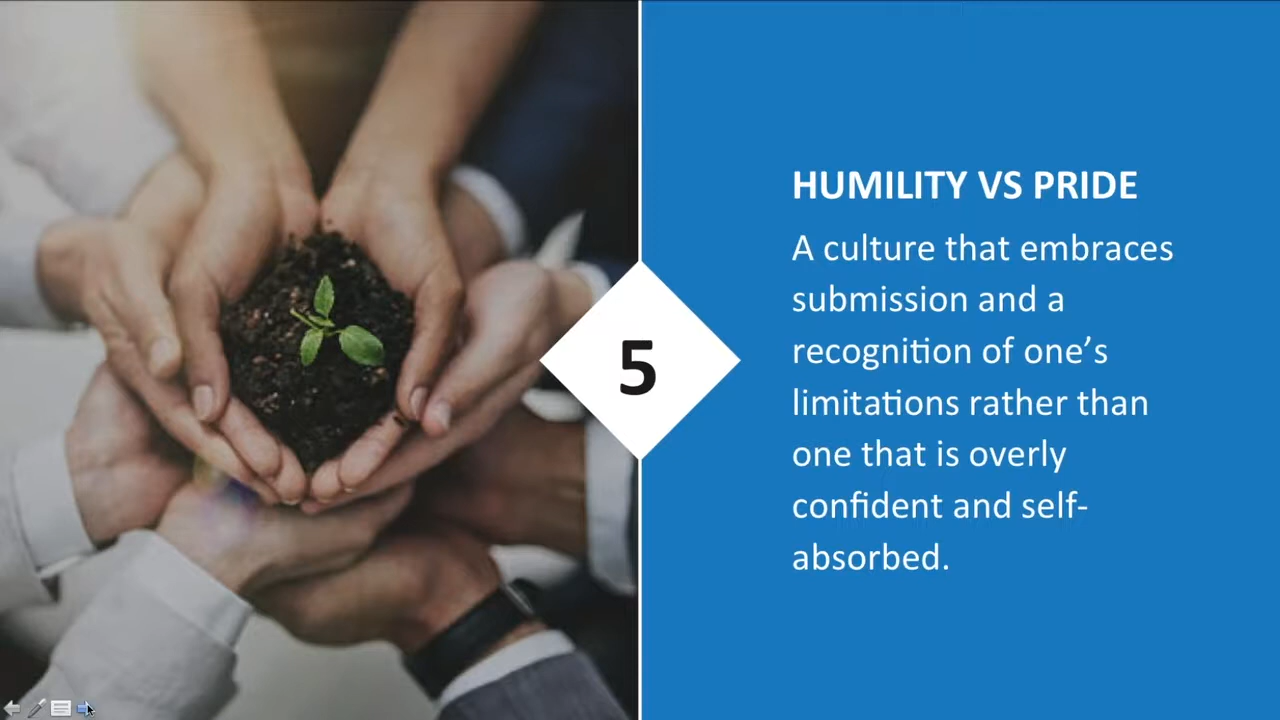 HUMILITY VS PRIDE
A culture that embraces
submission and a
recognition of one’s
limitations rather than
one that is overly
confident and self-
absorbed.
5